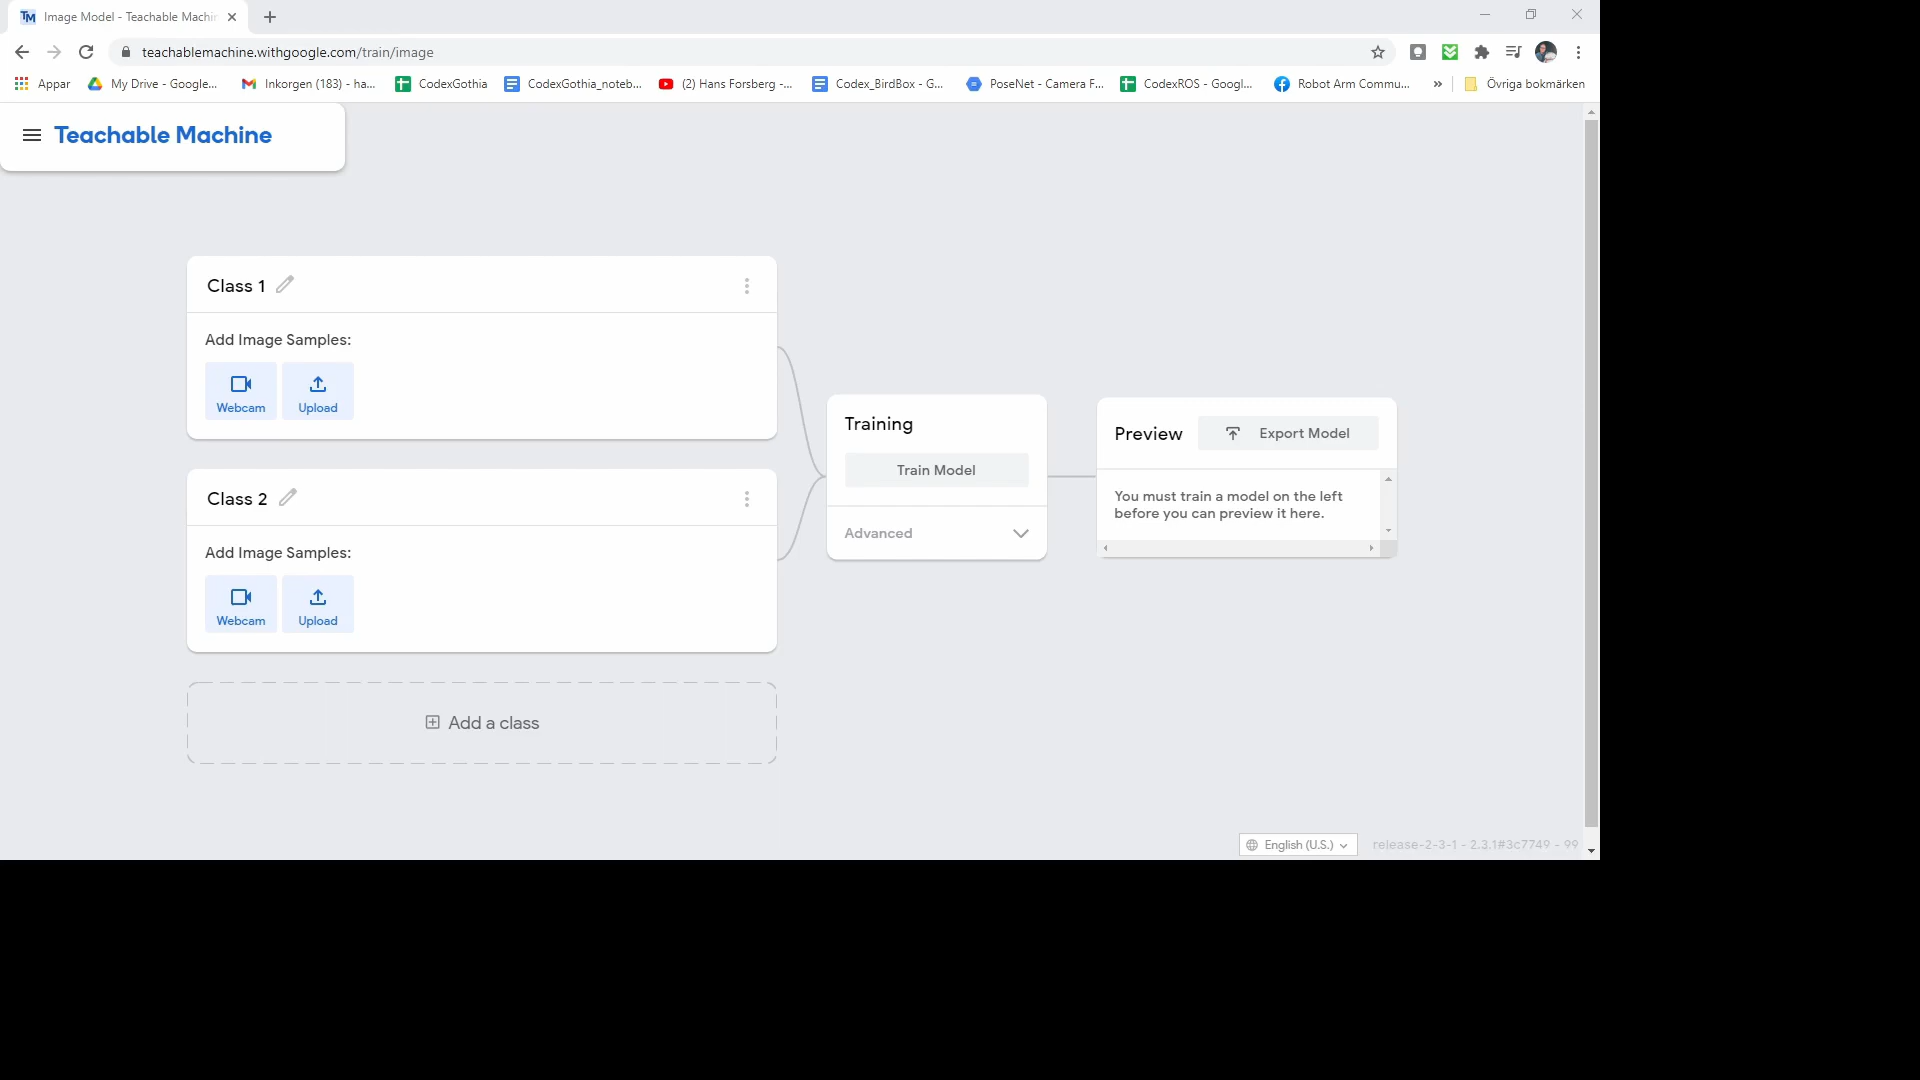 Image Model - Teachable Machin
teachablemachine.withgoogle.com/train/image
Appar
My Drive - Google...
Inkorgen (183) - ha...
CodexGothia
CodexGothia_noteb...
(2) Hans Forsberg -...
Codex_BirdBox - G...
PoseNet - Camera F...
CodexROS - Googl...
Robot Arm Commu...
»
Övriga bokmärken
Teachable Machine
Class 1
Add Image Samples:
Webcam
Upload
Class 2
Add Image Samples:
Webcam
Upload
Add a class
Training
Train Model
Advanced
Preview
Export Model
You must train a model on the left
before you can preview it here.
English (U.S.)
release-2-3-1 - 2.3.1#3c7749 - 99